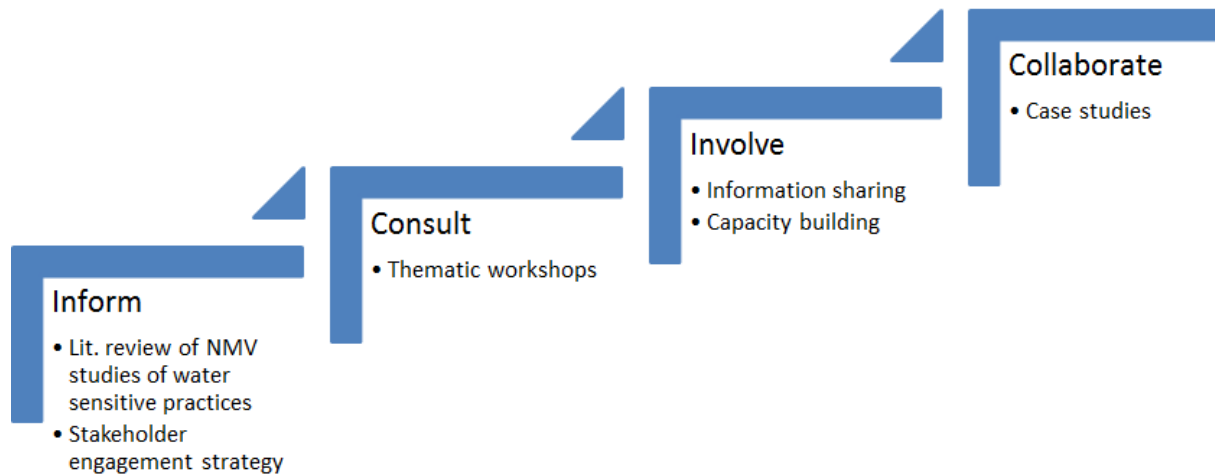 Inform
• Lit. review of NMV
studies of water
sensitive practices
• Stakeholder
engagement strategy
Consult
• Thematic workshops
Involve
• Information sharing
• Capacity building
Collaborate
• Case studies